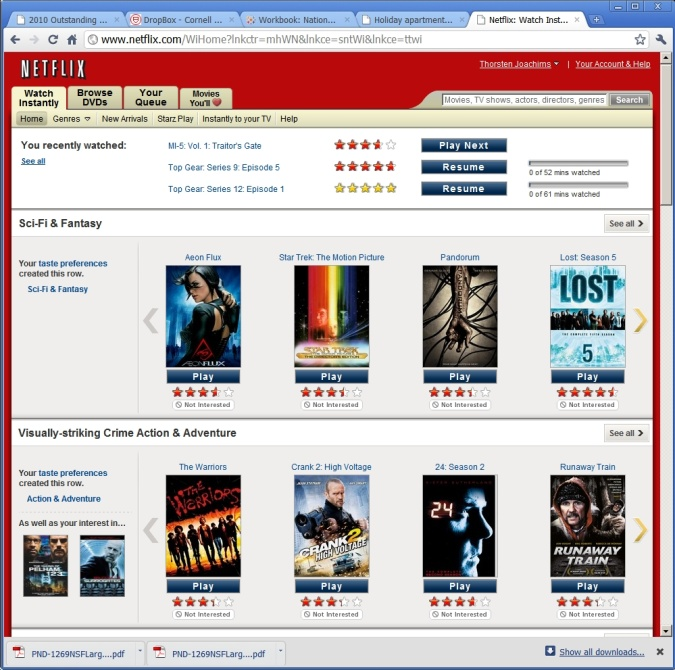 2010 Outstanding
DropBox - Cornell
Workbook: Nation
Holiday apartment
Netflix: Watch Inst
www.netflix.com/WiHome?lnkctr=mhWN&lnkce=sntWi&lnkce=ttwi
NETFLIX
Thorsten Joachims | Your Account & Help
Watch Instantly
Browse DVDs
Your Queue
Movies You'll
Movies, TV shows, actors, directors, genres
Search
Home Genres New Arrivals Starz Play Instantly to your TV Help
You recently watched:
See all
MI-5: Vol. 1: Traitor's Gate
Play Next
Top Gear: Series 9: Episode 5
Resume
0 of 52 mins watched
Top Gear: Series 12: Episode 1
Resume
0 of 61 mins watched
Sci-Fi & Fantasy
See all
Your taste preferences
created this row.
Sci-Fi & Fantasy
Aeon Flux
Star Trek: The Motion Picture
Pandorum
Lost: Season 5
ÆONFLUX
STAR TREK
LOST
5
Play
Play
Play
Play
Not Interested
Not Interested
Not Interested
Not Interested
Visually-striking Crime Action & Adventure
See all
Your taste preferences
created this row.
Action & Adventure
As well as your interest in...
PELHAM
123
The Warriors
Crank 2: High Voltage
24: Season 2
Runaway Train
THE WARRIORS
CRANK 2
HIGH VOLTAGE
24
RUNAWAY
TRAIN
Play
Play
Play
Play
Not Interested
Not Interested
Not Interested
Not Interested
PND-1269NSFLarg....pdf
PND-1269NSFLarg....pdf
Show all downloads...